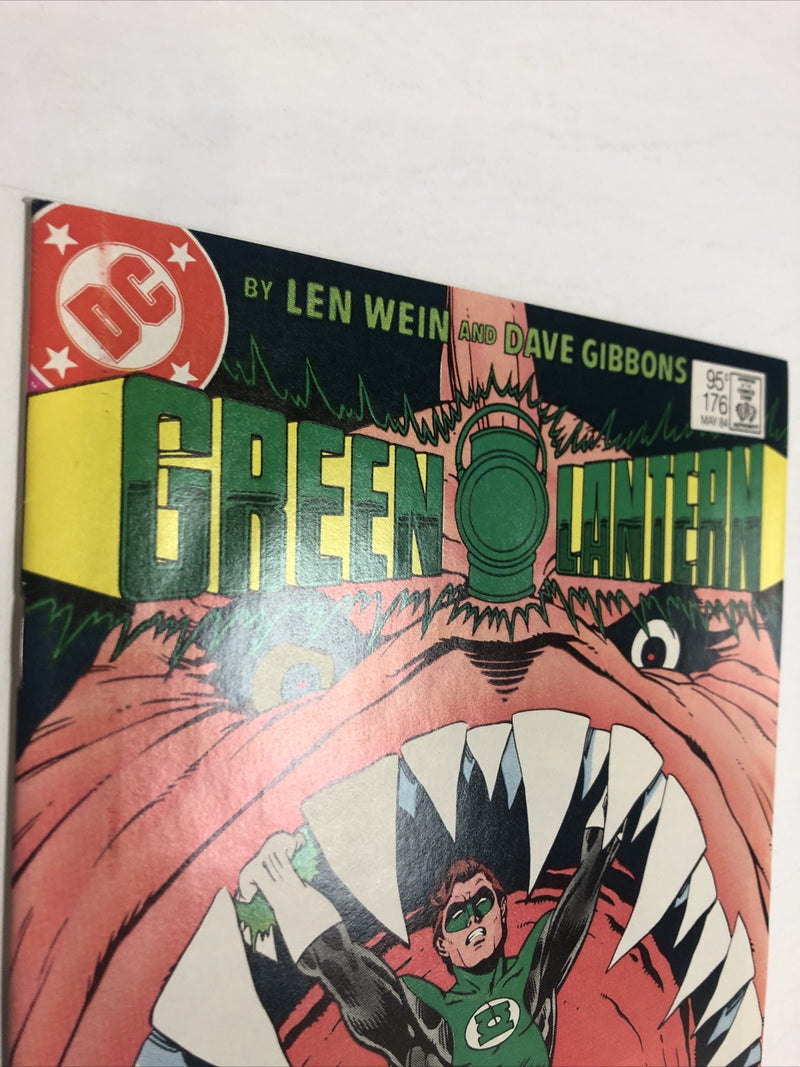 DC
BY LEN WEIN AND DAVE GIBBONS
95¢
176
MAY 84
GREEN LANTERN